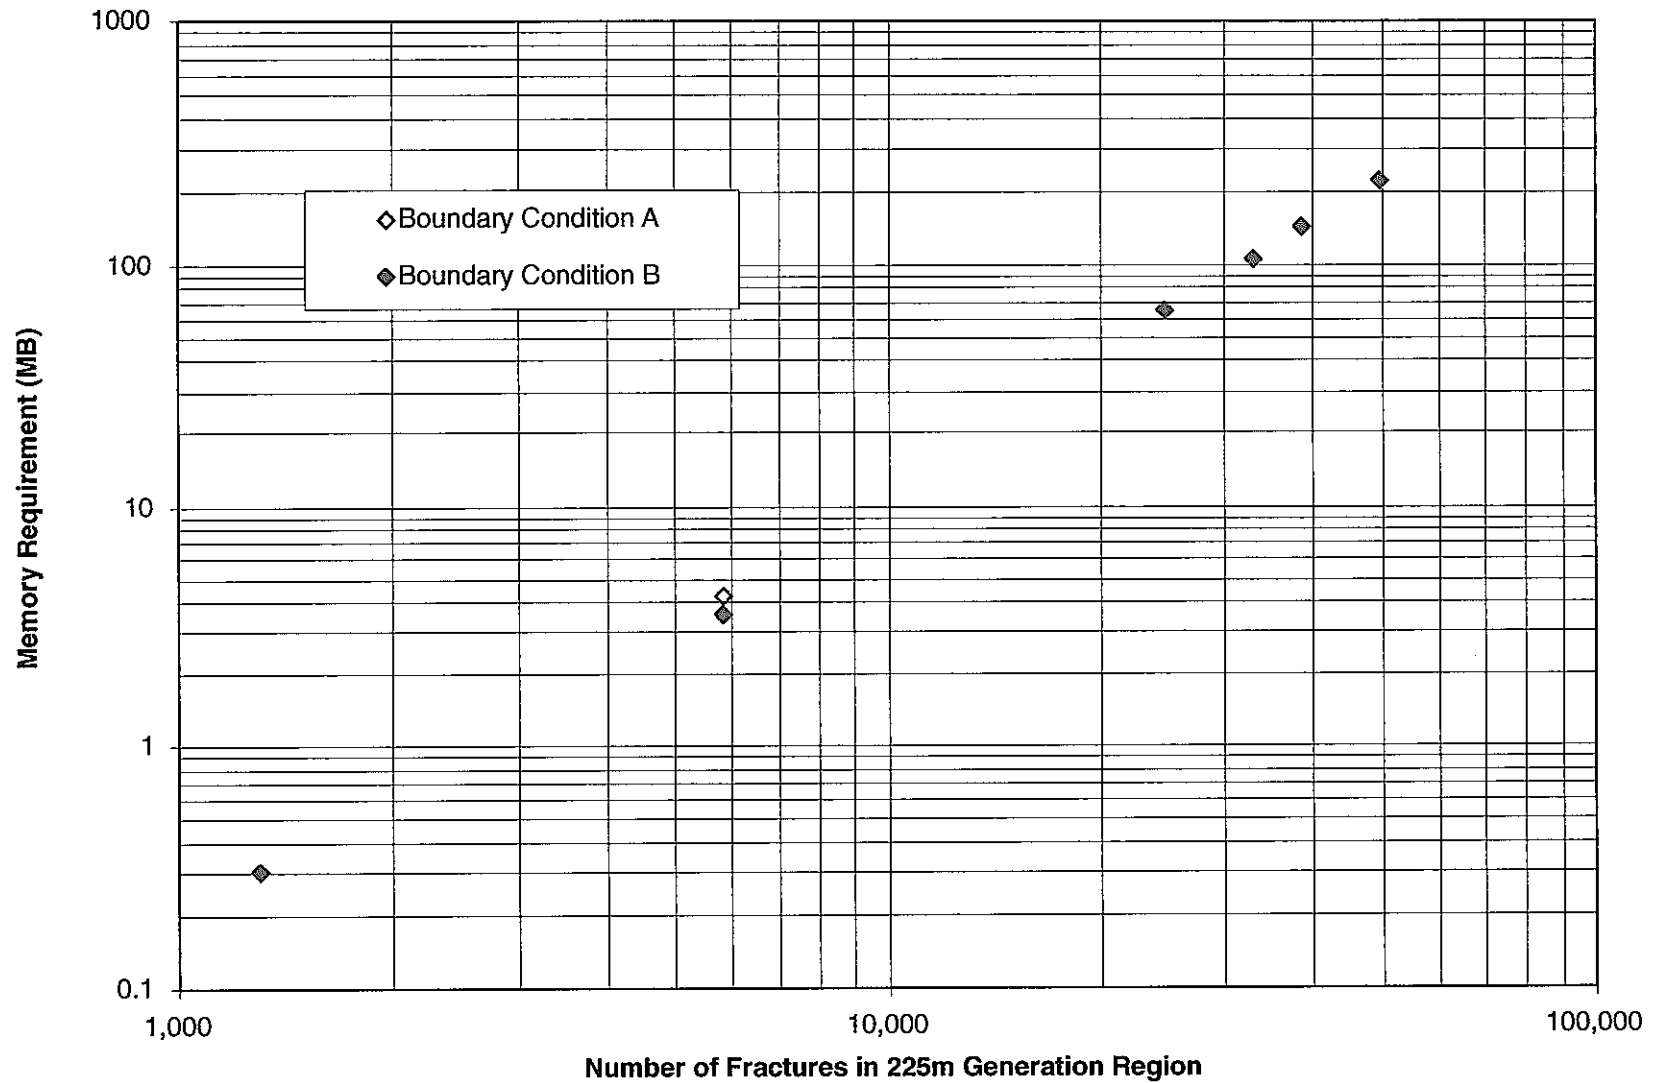 1000
100
10
1
0.1
Memory Requirement (MB)
Boundary Condition A
Boundary Condition B
1,000
10,000
100,000
Number of Fractures in 225m Generation Region